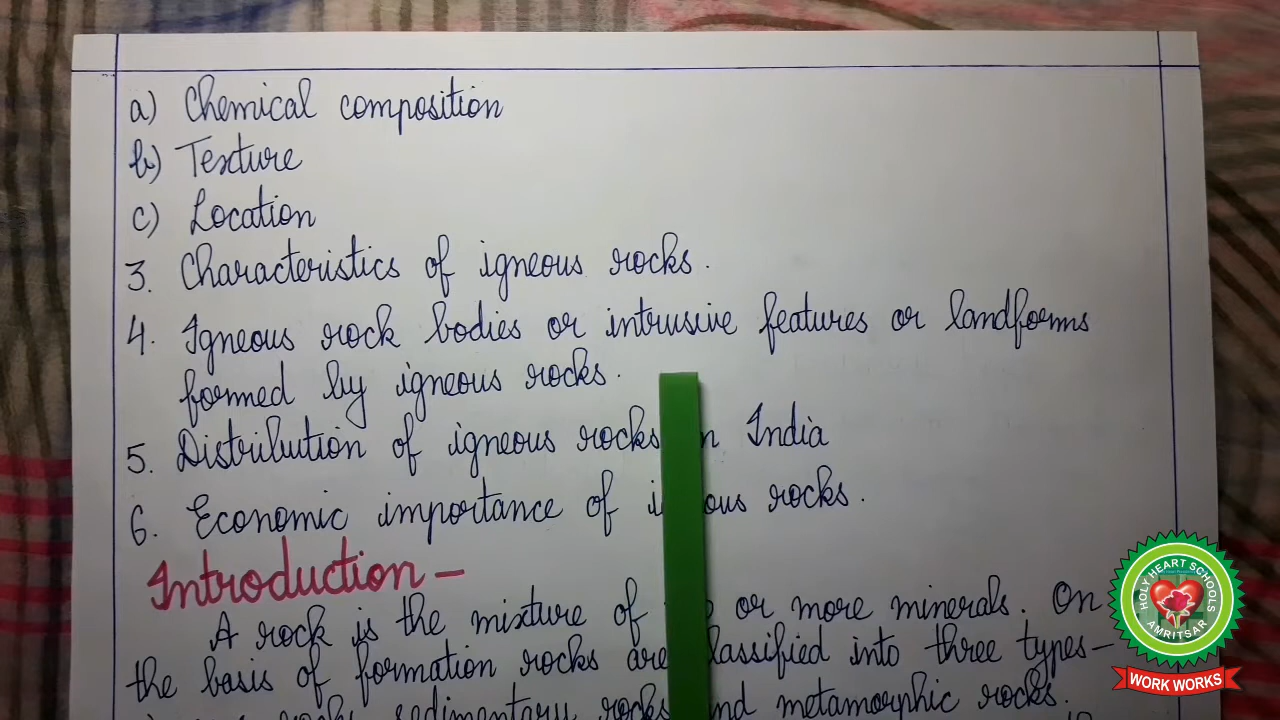 a) Chemical composition
b) Texture
c) Location
3. Characteristics of igneous rocks.
4. Igneous rock bodies or intrusive features or landforms
formed by igneous rocks.
5. Distribution of igneous rocks n India
6. Economic importance of i ous rocks.
Introduction -
A rock is the mixture of or more minerals. On
the basis of formation rocks are lassified into three types-
rocks, sedimentary rocks nd metamorphic rocks.
HOLY HEART SCHOOLS
AMRITSAR
WORK WORKS